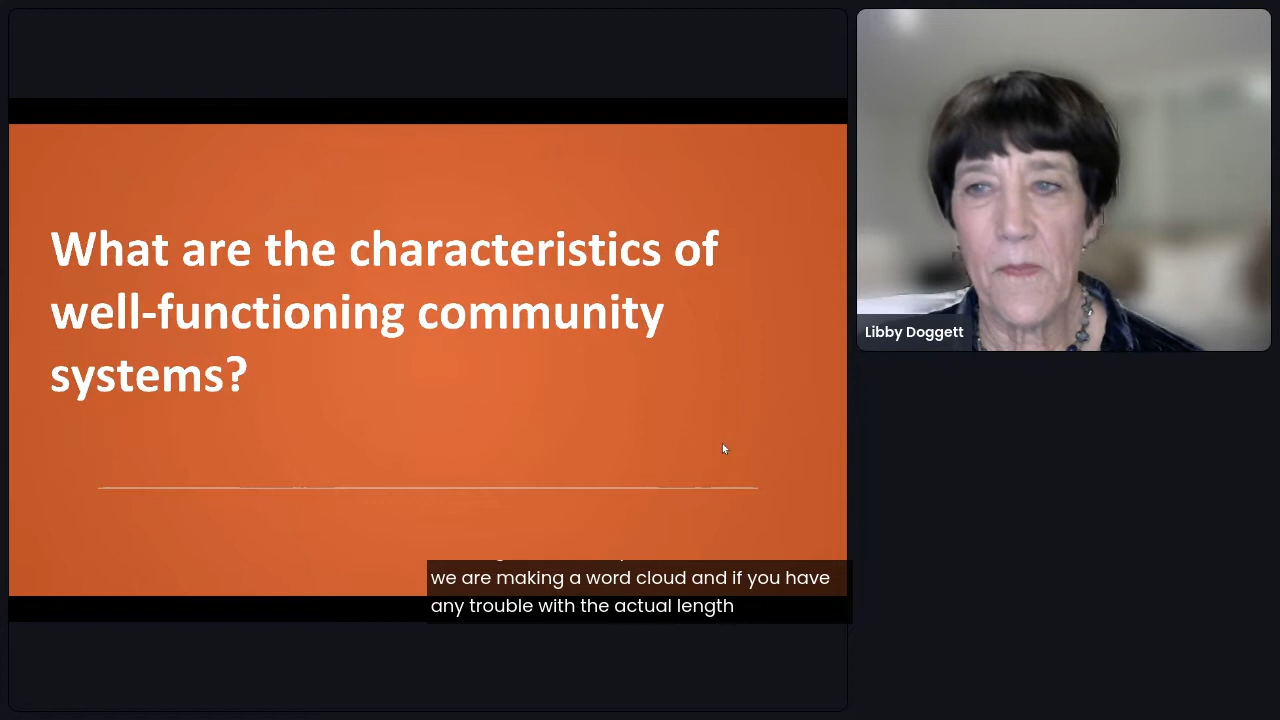 What are the characteristics of
well-functioning community
systems?
we are making a word cloud and if you have
any trouble with the actual length
Libby Doggett